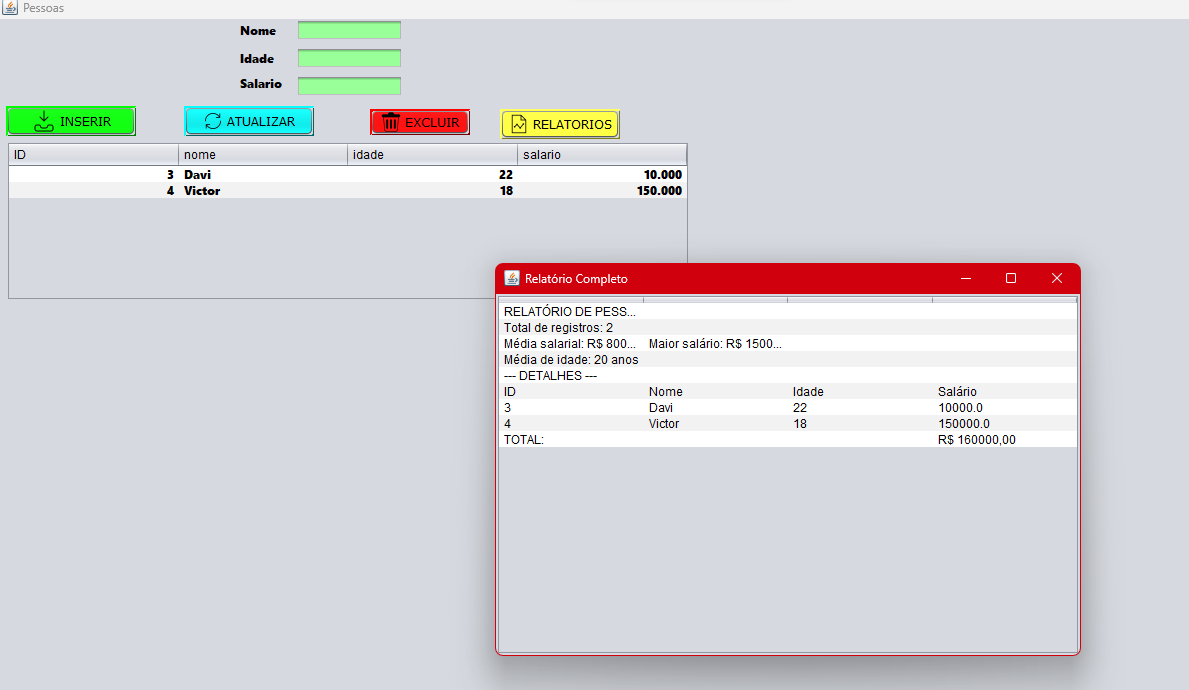 Pessoas
Nome
Idade
Salario
INSERIR ATUALIZAR EXCLUIR RELATORIOS
ID nome idade salario
3 Davi 22 10.000
4 Victor 18 150.000
Relatório Completo
RELATÓRIO DE PESS...
Total de registros: 2
Média salarial: R$ 800... Maior salário: R$ 1500...
Média de idade: 20 anos
--- DETALHES ---
ID Nome Idade Salário
3 Davi 22 10000.0
4 Victor 18 150000.0
TOTAL: R$ 160000,00